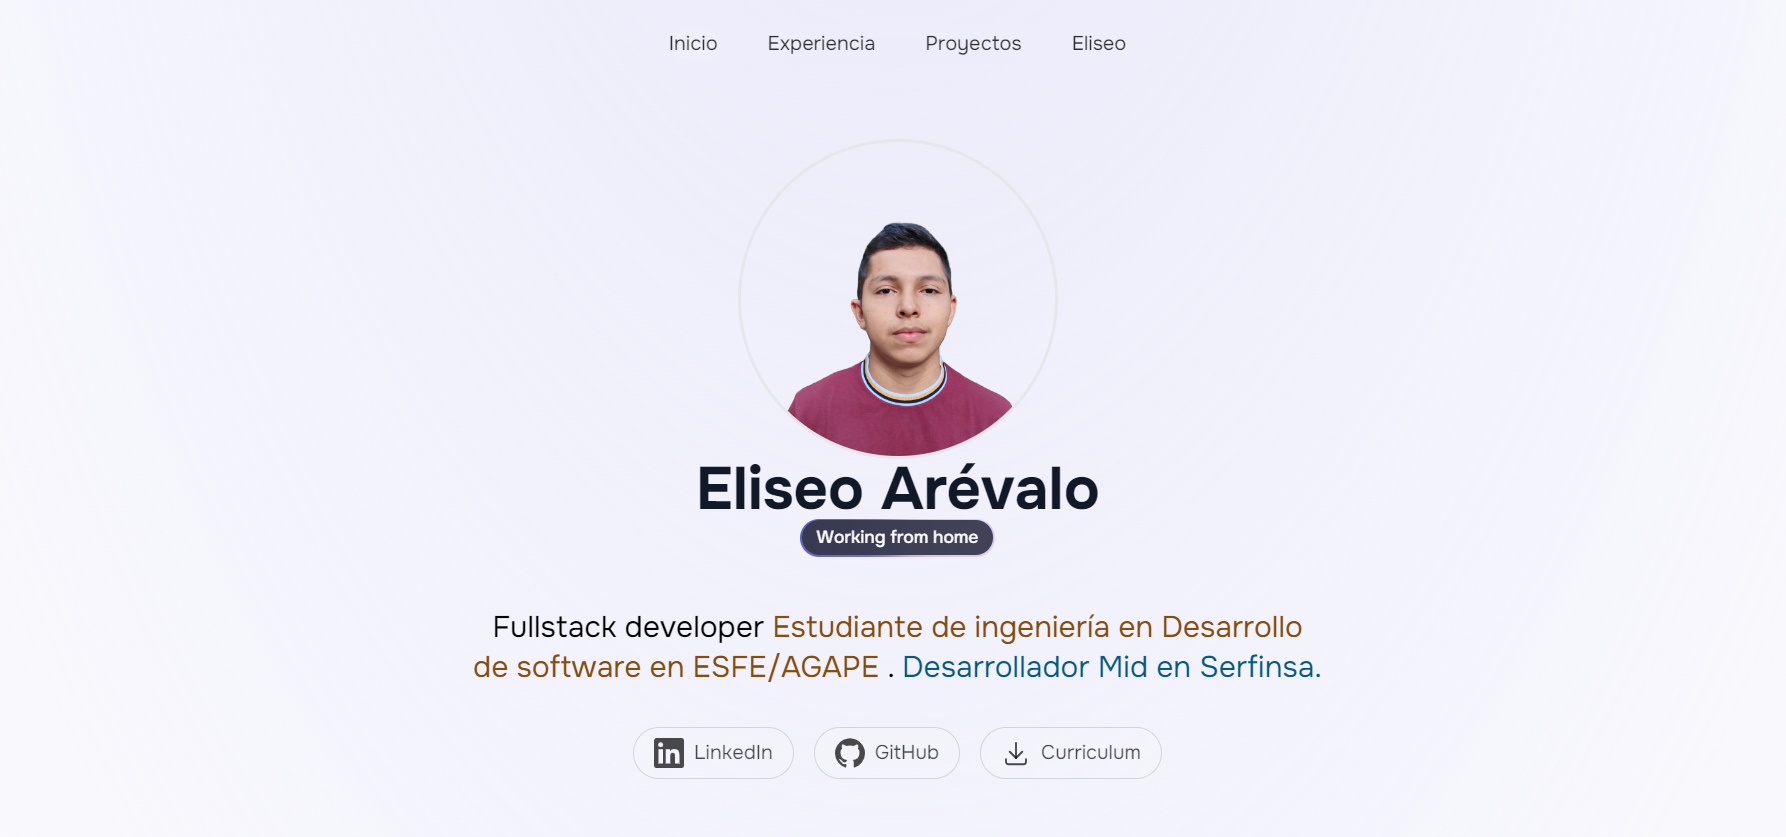 Inicio Experiencia Proyectos Eliseo
Eliseo Arévalo
Working from home
Fullstack developer Estudiante de ingeniería en Desarrollo
de software en ESFE/AGAPE . Desarrollador Mid en Serfinsa.
LinkedIn GitHub Curriculum